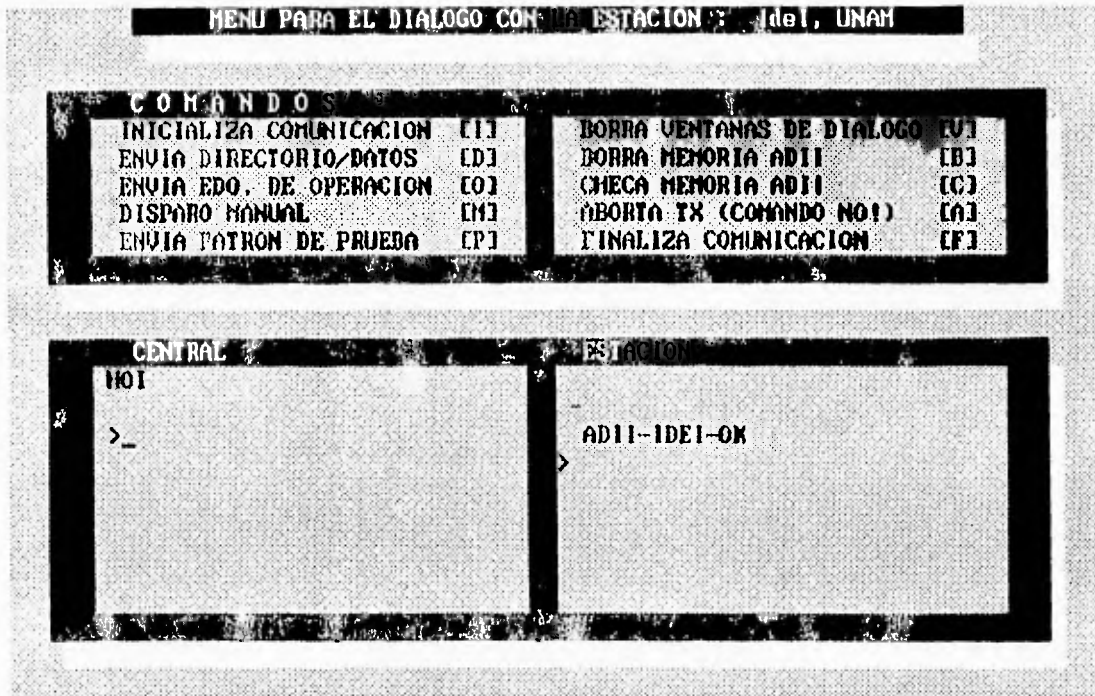 MENU PARA EL DIALOGO CON LA ESTACION : Idei, UNAM
C O M A N D O S
INICIALIZA COMUNICACION [I]
ENVIA DIRECTORIO/DATOS [D]
ENVIA EDO. DE OPERACION [O]
DISPARO MANUAL [M]
ENVIA PATRON DE PRUEBA [P]
BORRA VENTANAS DE DIALOGO [V]
BORRA MEMORIA ADII [B]
CHECA MEMORIA ADII [C]
ABORTA TX (COMANDO NO!) [A]
FINALIZA COMUNICACION [F]
CENTRAL
NOI
>_
ESTACION
ADII-IDEI-OK
>